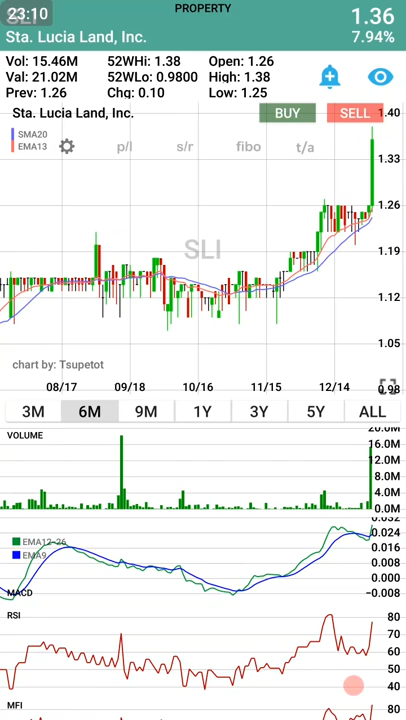 23:10
PROPERTY
SLI
1.36
Sta. Lucia Land, Inc.
7.94%
Vol: 15.46M
52WHi: 1.38
Open: 1.26
Val: 21.02M
52WLo: 0.9800
High: 1.38
Prev: 1.26
Chg: 0.10
Low: 1.25
Sta. Lucia Land, Inc.
BUY
SELL
1.40
SMA20
EMA13
p/l
s/r
fibo
t/a
1.33
1.26
SLI
1.19
1.12
1.05
chart by: Tsupetot
0.98
08/17
09/18
10/16
11/15
12/14
3M
6M
9M
1Y
3Y
5Y
ALL
VOLUME
20.0M
16.0M
12.0M
8.0M
4.0M
0.0M
0.032
EMA12-26
EMA9
0.024
0.016
0.008
0.000
-0.008
MACD
RSI
80
70
60
50
40
MFI
80